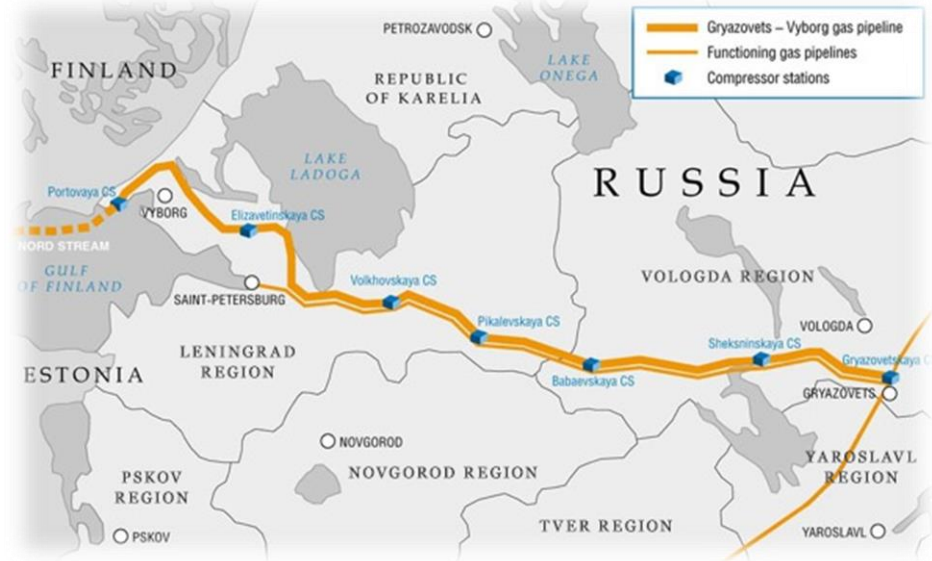 PETROZAVODSK
Gryazovets – Vyborg gas pipeline
Functioning gas pipelines
Compressor stations
FINLAND
LAKE
ONEGA
REPUBLIC
OF KARELIA
LAKE
LADOGA
RUSSIA
Portovaya CS
VYBORG
Elizavetinskaya CS
NORD STREAM
GULF
OF FINLAND
SAINT-PETERSBURG
Volkhovskaya CS
VOLOGDA REGION
Pikalevskaya CS
VOLOGDA
Sheksninskaya CS
LENINGRAD
REGION
Gryazovetskaya C
ESTONIA
Babaevskaya CS
GRYAZOVETS
NOVGOROD
NOVGOROD REGION
YAROSLAVL
REGION
PSKOV
REGION
TVER REGION
YAROSLAVL
PSKOV